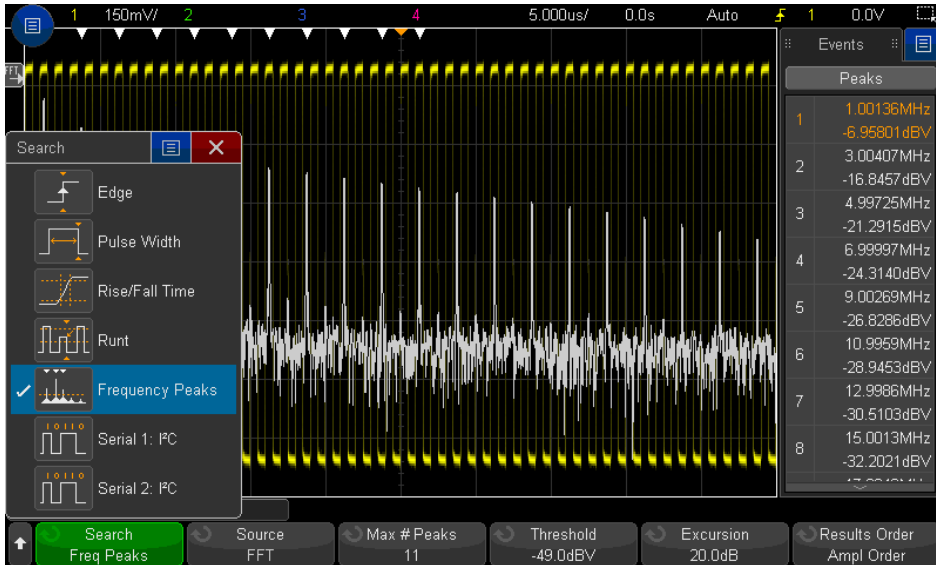 1 150mV/ 2 3 4 5.000us/ 0.0s Auto 1 0.0V
FFT
Events
Peaks
1 1.00136MHz
-6.95801dBV
2 3.00407MHz
-16.8457dBV
3 4.99725MHz
-21.2915dBV
4 6.99997MHz
-24.3140dBV
5 9.00269MHz
-26.8286dBV
6 10.9959MHz
-28.9453dBV
7 12.9986MHz
-30.5103dBV
8 15.0013MHz
-32.2021dBV
Search
Edge
Pulse Width
Rise/Fall Time
Runt
Frequency Peaks
10110
Serial 1: I²C
10110
Serial 2: I²C
Search
Freq Peaks
Source
FFT
Max # Peaks
11
Threshold
-49.0dBV
Excursion
20.0dB
Results Order
Ampl Order